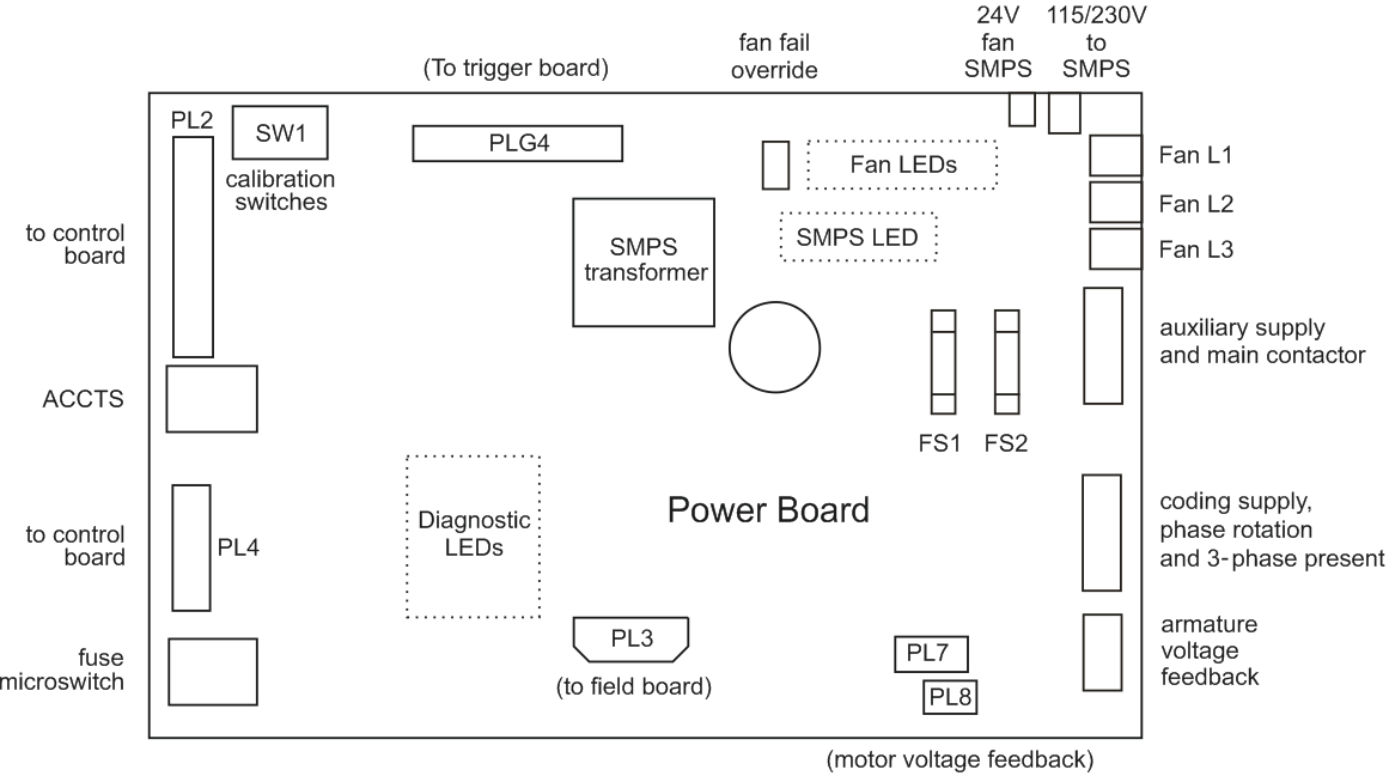 24V
fan
SMPS
115/230V
to
SMPS
fan fail
override
(To trigger board)
PL2
SW1
calibration
switches
PLG4
Fan LEDs
SMPS LED
Fan L1
Fan L2
Fan L3
to control
board
SMPS
transformer
auxiliary supply
and main contactor
ACCTS
FS1
FS2
Diagnostic
LEDs
Power Board
coding supply,
phase rotation
and 3-phase present
to control
board
PL4
PL3
(to field board)
PL7
PL8
armature
voltage
feedback
fuse
microswitch
(motor voltage feedback)